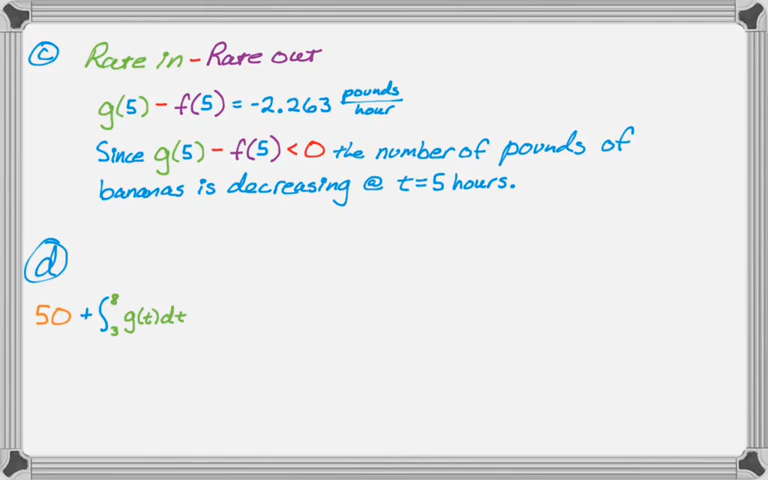 c Rate in - Rate out
g(5) - f(5) = -2.263 pounds/hour
Since g(5) - f(5) < 0 the number of pounds of
bananas is decreasing @ t=5 hours.
d
50 + ∫₃⁸ g(t)dt